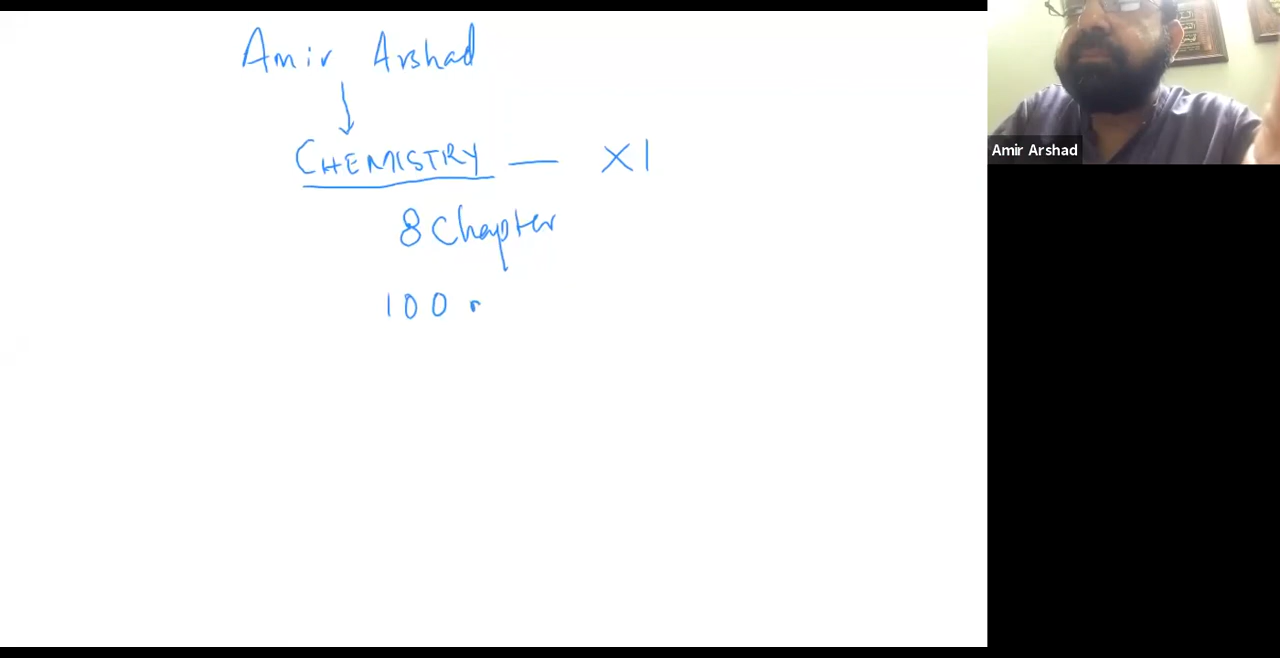 Amir Arshad
CHEMISTRY — XI
8 Chapter
100
Amir Arshad